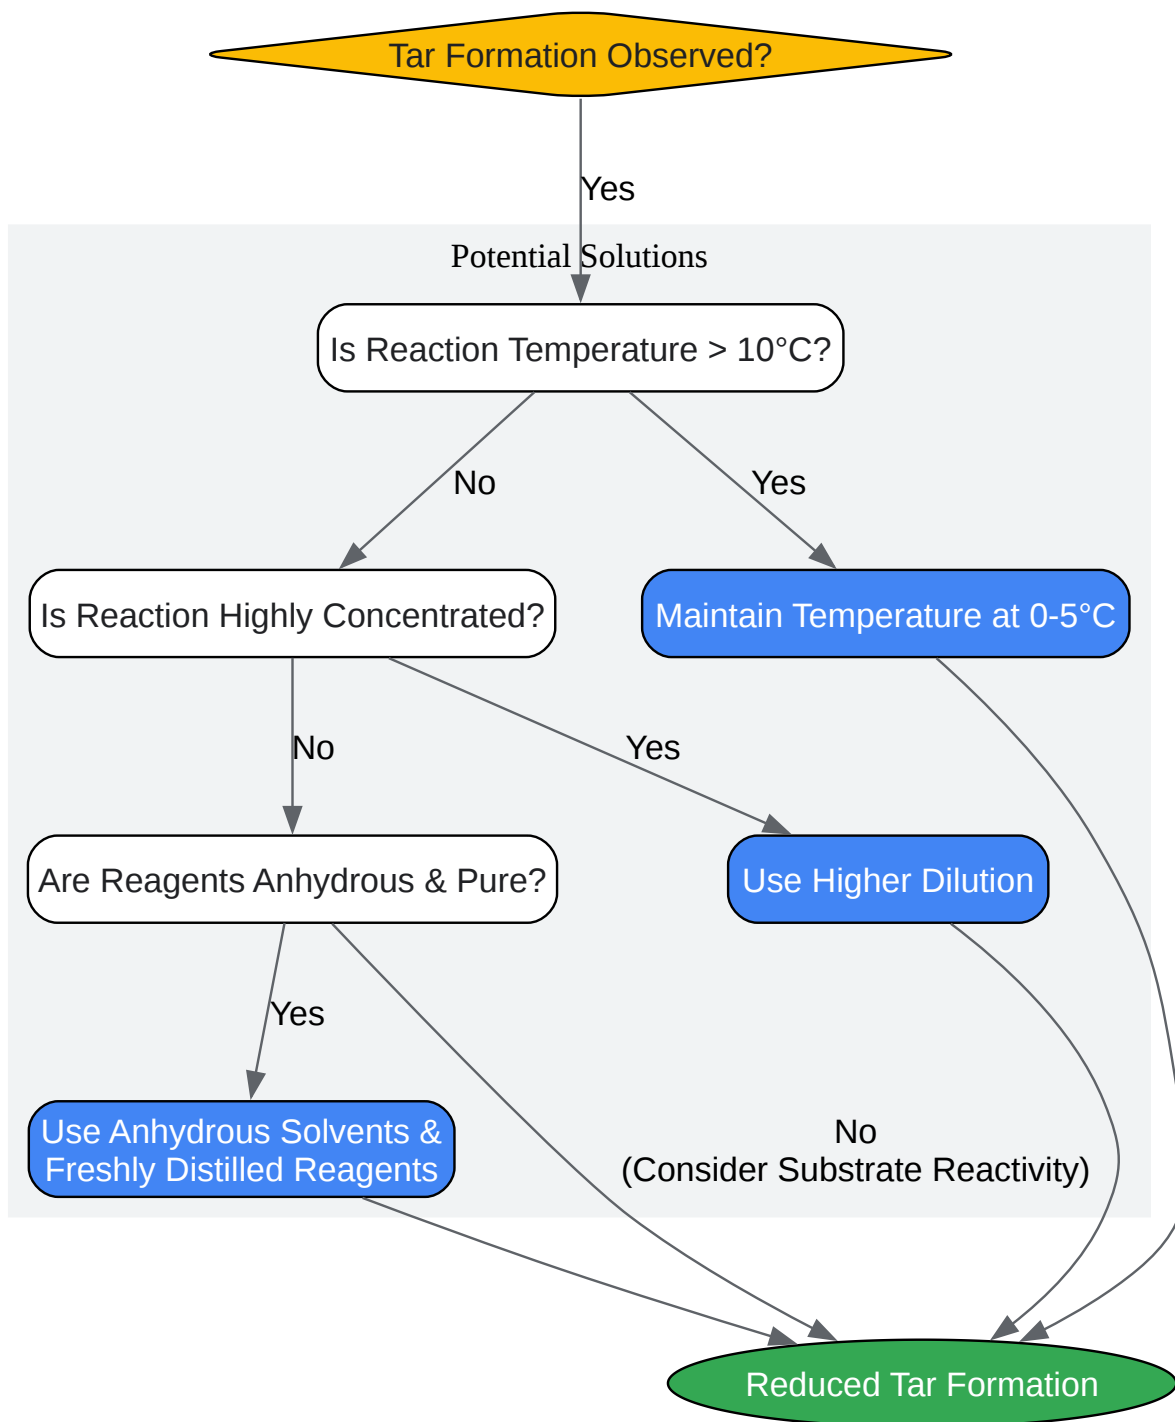 Tar Formation Observed?
Yes
Potential Solutions
Is Reaction Temperature > 10°C?
No
Yes
Is Reaction Highly Concentrated?
Maintain Temperature at 0-5°C
No
Yes
Are Reagents Anhydrous & Pure?
Use Higher Dilution
Yes
Use Anhydrous Solvents &
Freshly Distilled Reagents
No
(Consider Substrate Reactivity)
Reduced Tar Formation